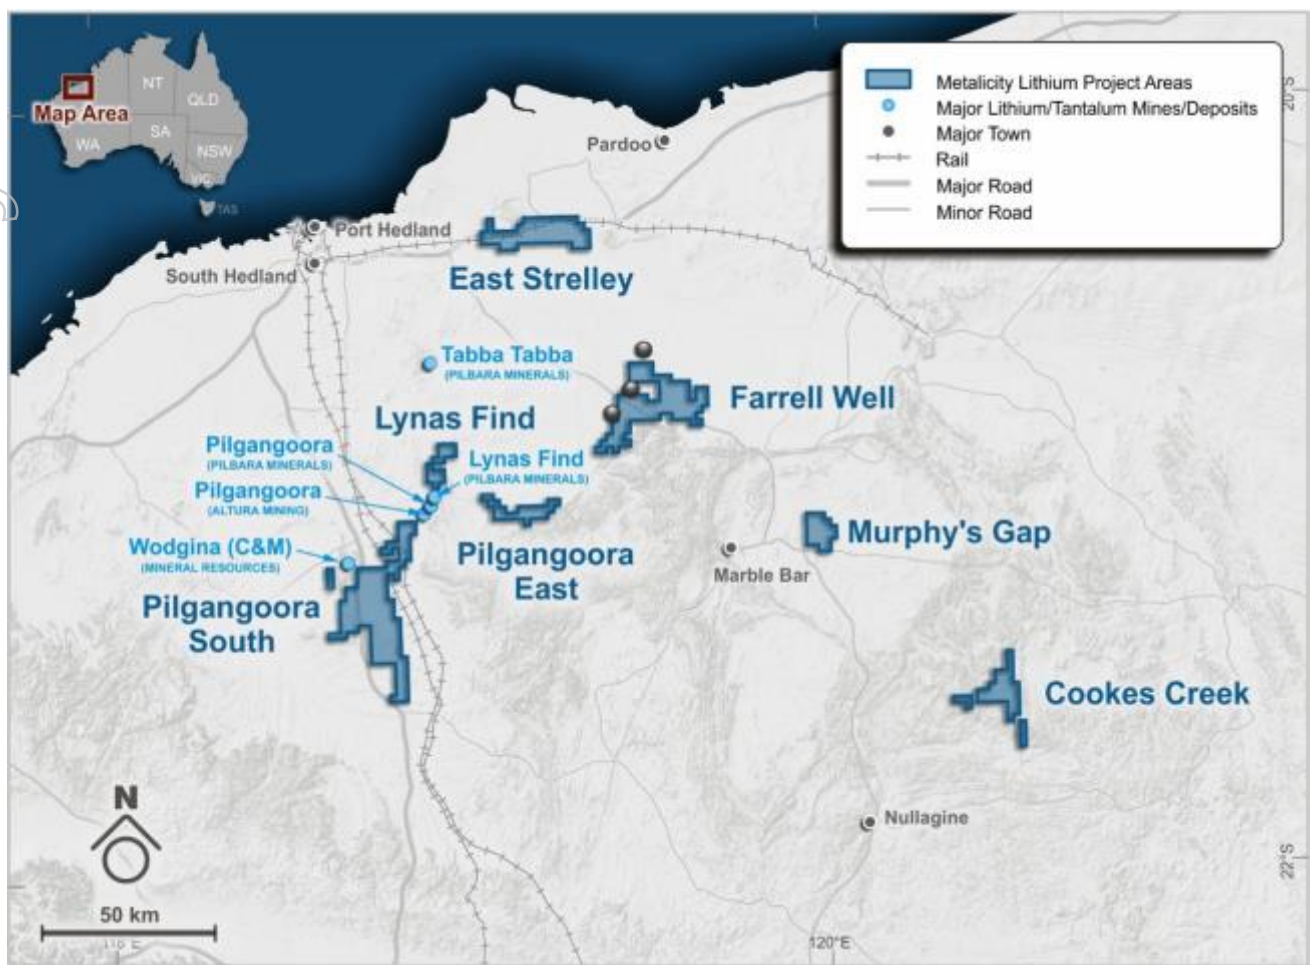 NT
QLD
Map Area
SA
WA
NSW
VIC
TAS
Metalicity Lithium Project Areas
Major Lithium/Tantalum Mines/Deposits
Major Town
Rail
Major Road
Minor Road
20°S
Pardoo
Port Hedland
South Hedland
East Strelley
Tabba Tabba
(PILBARA MINERALS)
Farrell Well
Lynas Find
Pilgangoora
(PILBARA MINERALS)
Lynas Find
(PILBARA MINERALS)
Pilgangoora
(ALTURA MINING)
Wodgina (C&M)
(MINERAL RESOURCES)
Pilgangoora
East
Murphy's Gap
Marble Bar
Pilgangoora
South
Cookes Creek
Nullagine
N
22°S
50 km
120°E